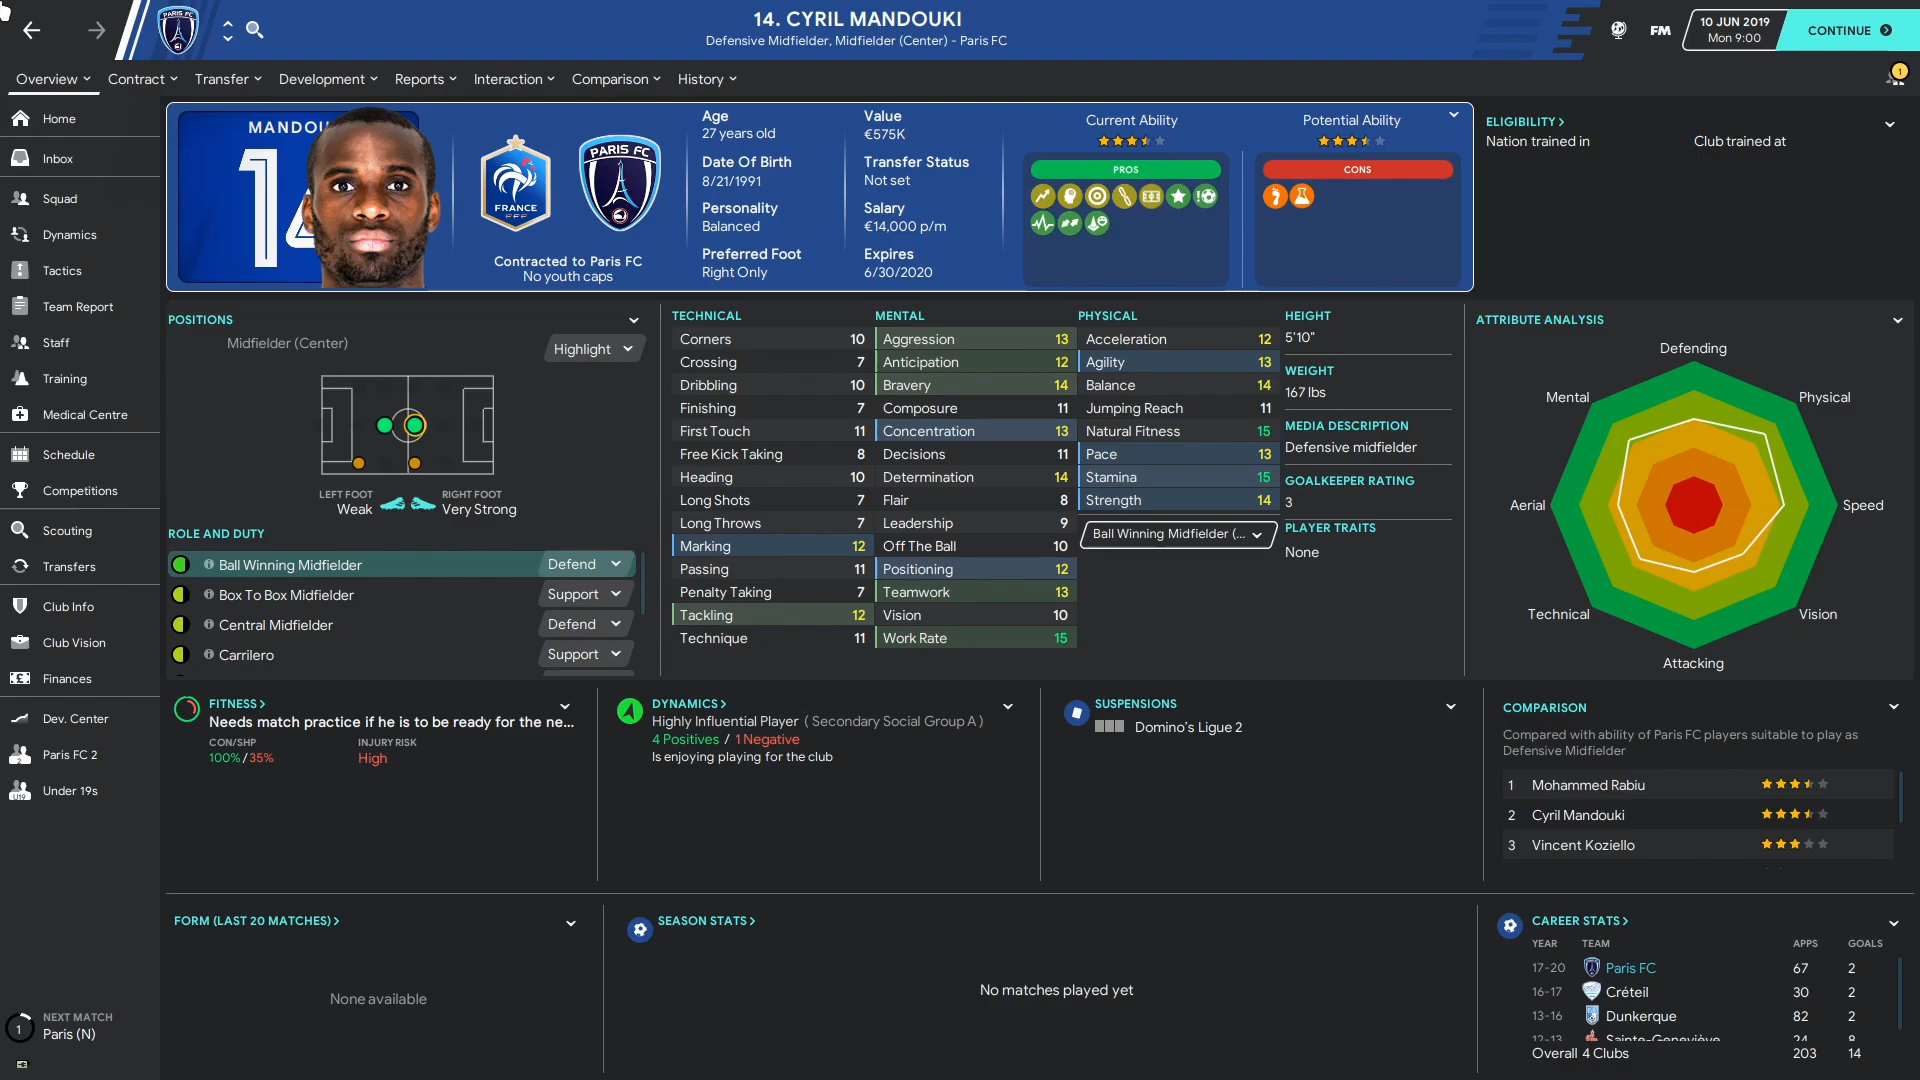 14. CYRIL MANDOUKI
Defensive Midfielder, Midfielder (Center) - Paris FC
FM
10 JUN 2019
Mon 9:00
CONTINUE
Overview
Contract
Transfer
Development
Reports
Interaction
Comparison
History
1
Home
Inbox
Squad
Dynamics
Tactics
Team Report
Staff
Training
Medical Centre
Schedule
Competitions
Scouting
Transfers
Club Info
Club Vision
Finances
Dev. Center
Paris FC 2
Under 19s
1
NEXT MATCH
Paris (N)
MANDOU
14
FRANCE
FFF
PARIS FC
Contracted to Paris FC
No youth caps
Age
27 years old
Date Of Birth
8/21/1991
Personality
Balanced
Preferred Foot
Right Only
Value
€575K
Transfer Status
Not set
Salary
€14,000 p/m
Expires
6/30/2020
Current Ability
PROS
Potential Ability
CONS
ELIGIBILITY >
Nation trained in
Club trained at
POSITIONS
Midfielder (Center)
Highlight
LEFT FOOT
Weak
RIGHT FOOT
Very Strong
ROLE AND DUTY
Ball Winning Midfielder Defend
Box To Box Midfielder Support
Central Midfielder Defend
Carrilero Support
TECHNICAL
Corners 10
Crossing 7
Dribbling 10
Finishing 7
First Touch 11
Free Kick Taking 8
Heading 10
Long Shots 7
Long Throws 7
Marking 12
Passing 11
Penalty Taking 7
Tackling 12
Technique 11
MENTAL
Aggression 13
Anticipation 12
Bravery 14
Composure 11
Concentration 13
Decisions 11
Determination 14
Flair 8
Leadership 9
Off The Ball 10
Positioning 12
Teamwork 13
Vision 10
Work Rate 15
PHYSICAL
Acceleration 12
Agility 13
Balance 14
Jumping Reach 11
Natural Fitness 15
Pace 13
Stamina 15
Strength 14
Ball Winning Midfielder (...
HEIGHT
5'10"
WEIGHT
167 lbs
MEDIA DESCRIPTION
Defensive midfielder
GOALKEEPER RATING
3
PLAYER TRAITS
None
ATTRIBUTE ANALYSIS
Defending
Mental
Physical
Aerial
Speed
Technical
Vision
Attacking
FITNESS >
Needs match practice if he is to be ready for the ne...
CON/SHP
100%/35%
INJURY RISK
High
DYNAMICS >
Highly Influential Player ( Secondary Social Group A )
4 Positives / 1 Negative
Is enjoying playing for the club
SUSPENSIONS
Domino's Ligue 2
COMPARISON
Compared with ability of Paris FC players suitable to play as
Defensive Midfielder
1 Mohammed Rabiu
2 Cyril Mandouki
3 Vincent Koziello
FORM (LAST 20 MATCHES) >
None available
SEASON STATS >
No matches played yet
CAREER STATS >
YEAR TEAM APPS GOALS
17-20 Paris FC 67 2
16-17 Créteil 30 2
13-16 Dunkerque 82 2
12-13 Sainte-Geneviève 24 8
Overall 4 Clubs 203 14